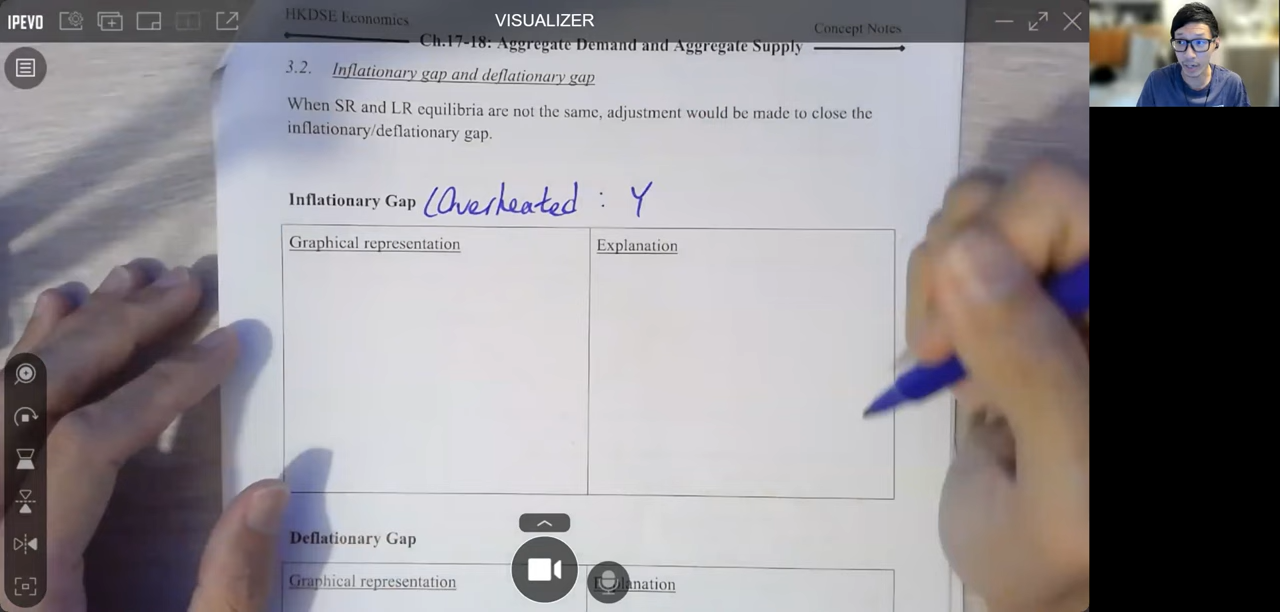 IPEVO
VISUALIZER
HKDSE Economics
Concept Notes
Ch.17-18: Aggregate Demand and Aggregate Supply
3.2. Inflationary gap and deflationary gap
When SR and LR equilibria are not the same, adjustment would be made to close the
inflationary/deflationary gap.
Inflationary Gap (Overheated : Y
Graphical representation
Explanation
Deflationary Gap
Graphical representation